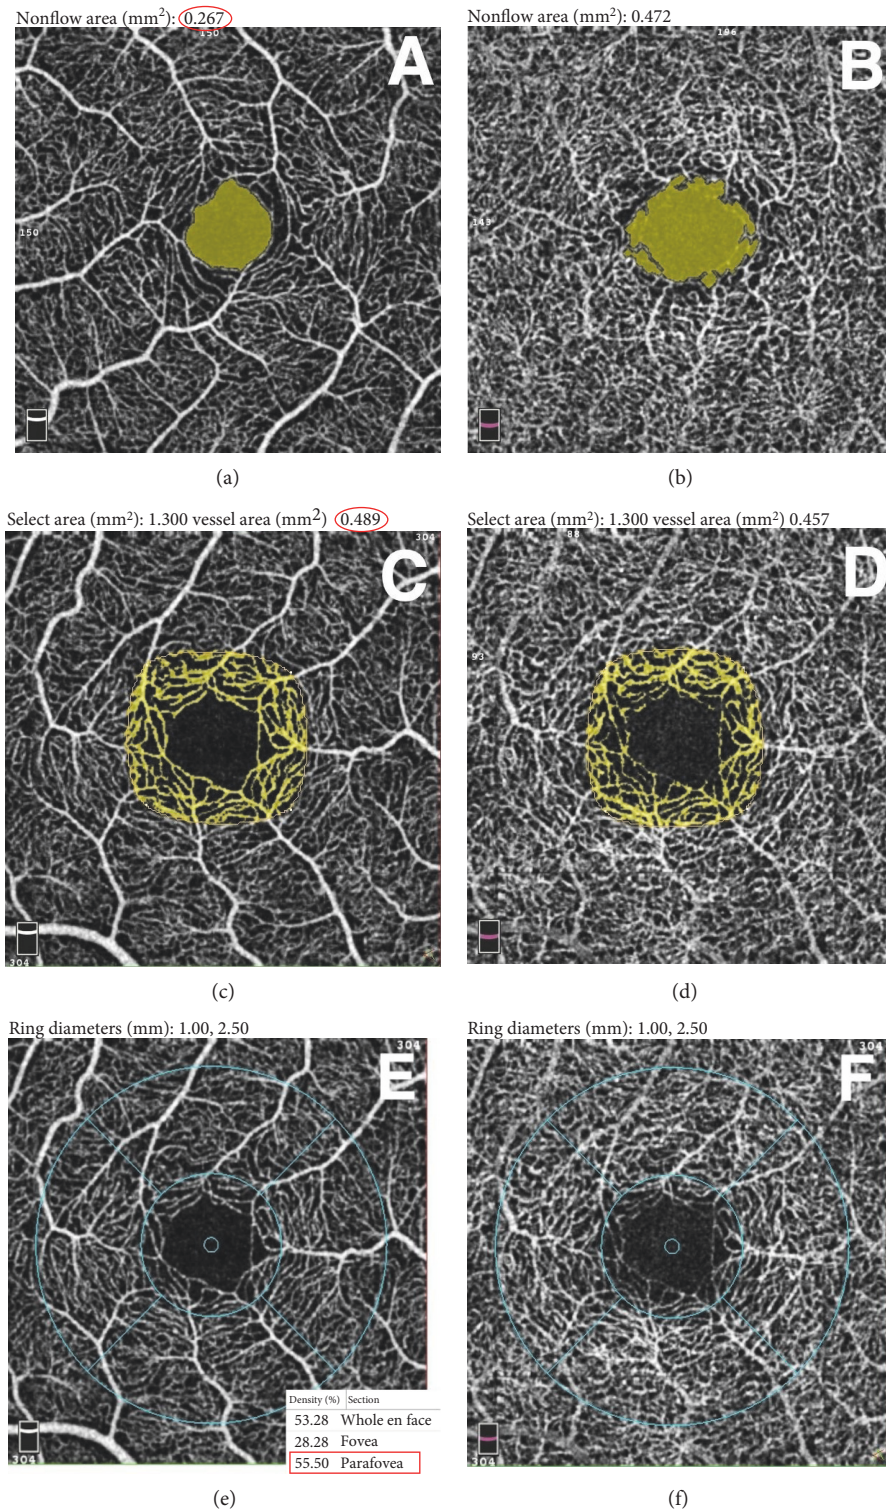 Nonflow area (mm²): 0.267
150
A
150
(a)
Nonflow area (mm²): 0.472
196
B
143
(b)
Select area (mm²): 1.300 vessel area (mm²) 0.489
304
C
304
(c)
Select area (mm²): 1.300 vessel area (mm²) 0.457
88
D
93
(d)
Ring diameters (mm): 1.00, 2.50
304
E
Density (%) Section
53.28 Whole en face
28.28 Fovea
55.50 Parafovea
304
(e)
Ring diameters (mm): 1.00, 2.50
304
F
304
(f)